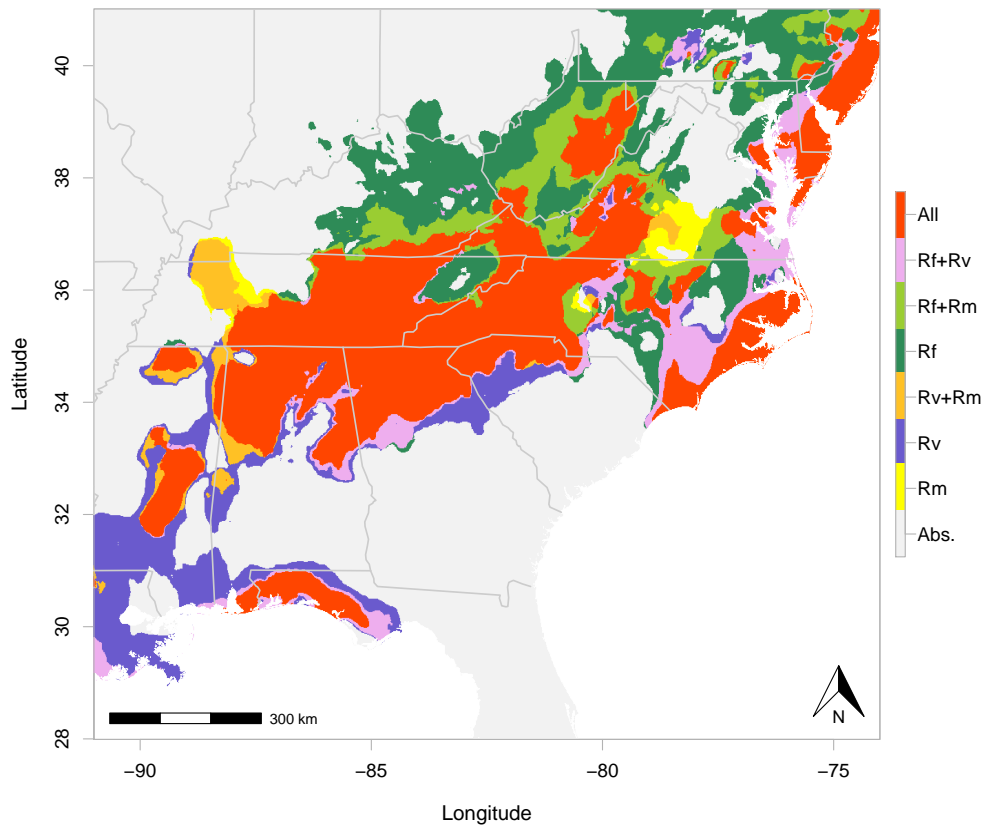 40
38
36
34
32
30
28
Latitude
−90
−85
−80
−75
Longitude
300 km
N
All
Rf+Rv
Rf+Rm
Rf
Rv+Rm
Rv
Rm
Abs.